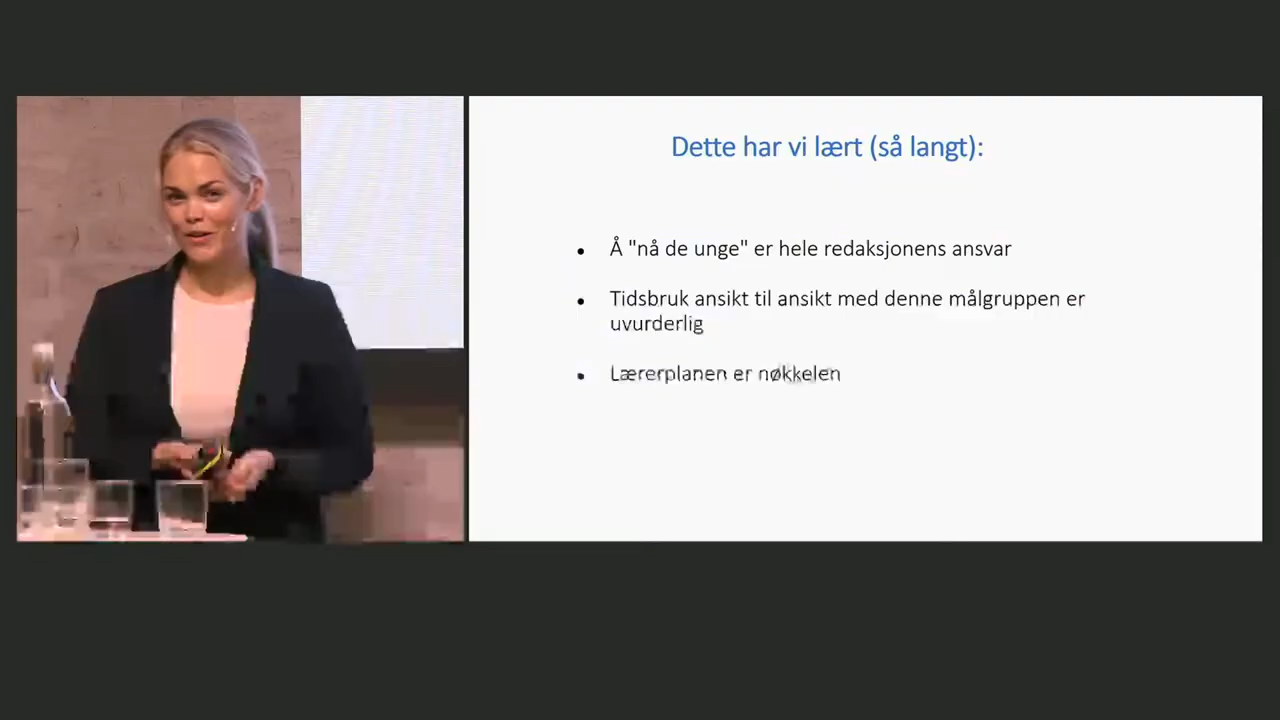 Dette har vi lært (så langt):
• Å "nå de unge" er hele redaksjonens ansvar
• Tidsbruk ansikt til ansikt med denne målgruppen er
uvurderlig
• Lærerplanen er nøkkelen